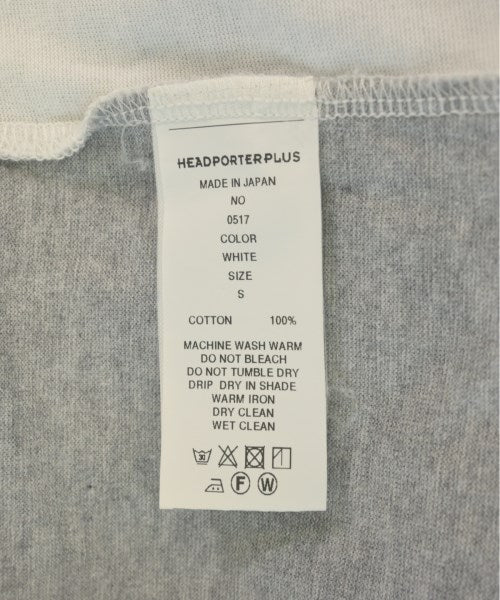 HEADPORTERPLUS
MADE IN JAPAN
NO
0517
COLOR
WHITE
SIZE
S
COTTON 100%
MACHINE WASH WARM
DO NOT BLEACH
DO NOT TUMBLE DRY
DRIP DRY IN SHADE
WARM IRON
DRY CLEAN
WET CLEAN
30
F W